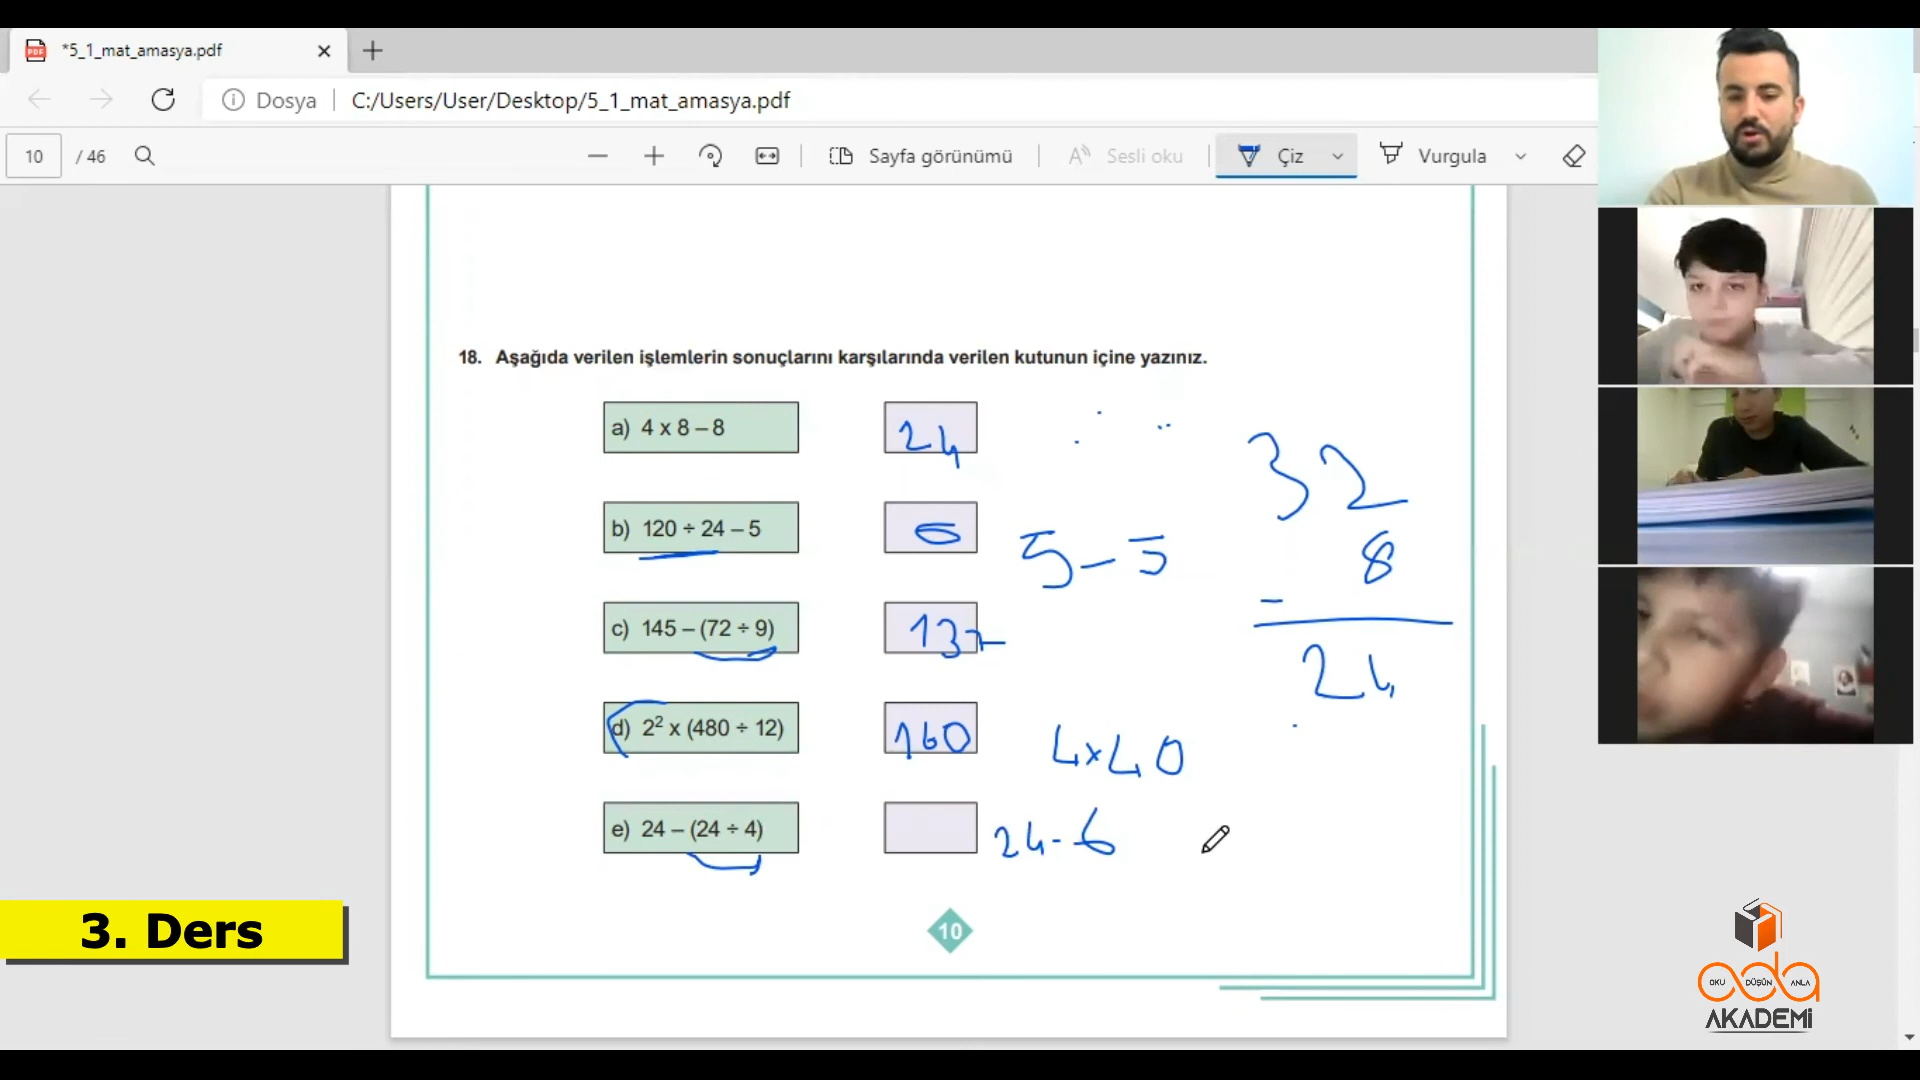 *5_1_mat_amasya.pdf
Dosya C:/Users/User/Desktop/5_1_mat_amasya.pdf
10 / 46 Sayfa görünümü Sesli oku Çiz Vurgula
18. Aşağıda verilen işlemlerin sonuçlarını karşılarında verilen kutunun içine yazınız.
a) 4 x 8 – 8 24
32
b) 120 ÷ 24 – 5 0 5 – 5
8
-
c) 145 – (72 ÷ 9) 137
24
d) 2² x (480 ÷ 12) 160 4x40
e) 24 – (24 ÷ 4) 24-6
10
3. Ders
OKU DÜŞÜN ANLA
AKADEMİ